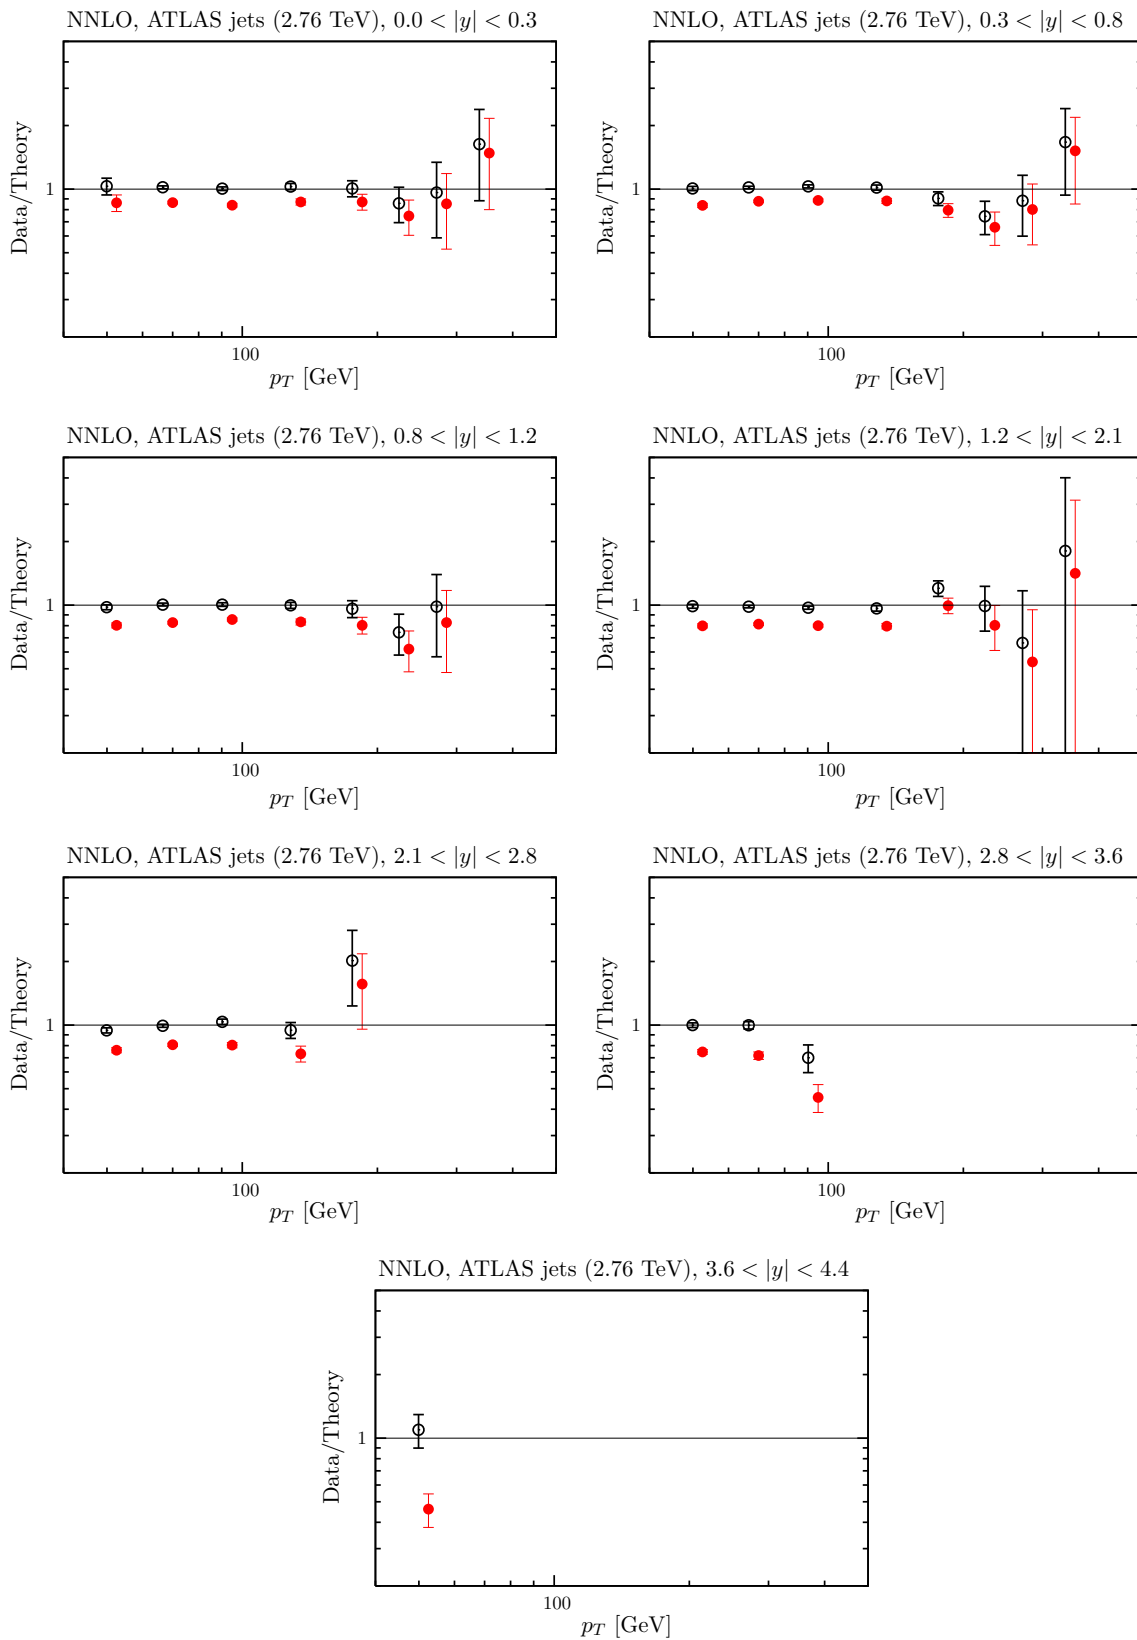 NNLO, ATLAS jets (2.76 TeV), 0.0 < |y| < 0.3
Data/Theory
1
100
p_T [GeV]
NNLO, ATLAS jets (2.76 TeV), 0.3 < |y| < 0.8
Data/Theory
1
100
p_T [GeV]
NNLO, ATLAS jets (2.76 TeV), 0.8 < |y| < 1.2
Data/Theory
1
100
p_T [GeV]
NNLO, ATLAS jets (2.76 TeV), 1.2 < |y| < 2.1
Data/Theory
1
100
p_T [GeV]
NNLO, ATLAS jets (2.76 TeV), 2.1 < |y| < 2.8
Data/Theory
1
100
p_T [GeV]
NNLO, ATLAS jets (2.76 TeV), 2.8 < |y| < 3.6
Data/Theory
1
100
p_T [GeV]
NNLO, ATLAS jets (2.76 TeV), 3.6 < |y| < 4.4
Data/Theory
1
100
p_T [GeV]